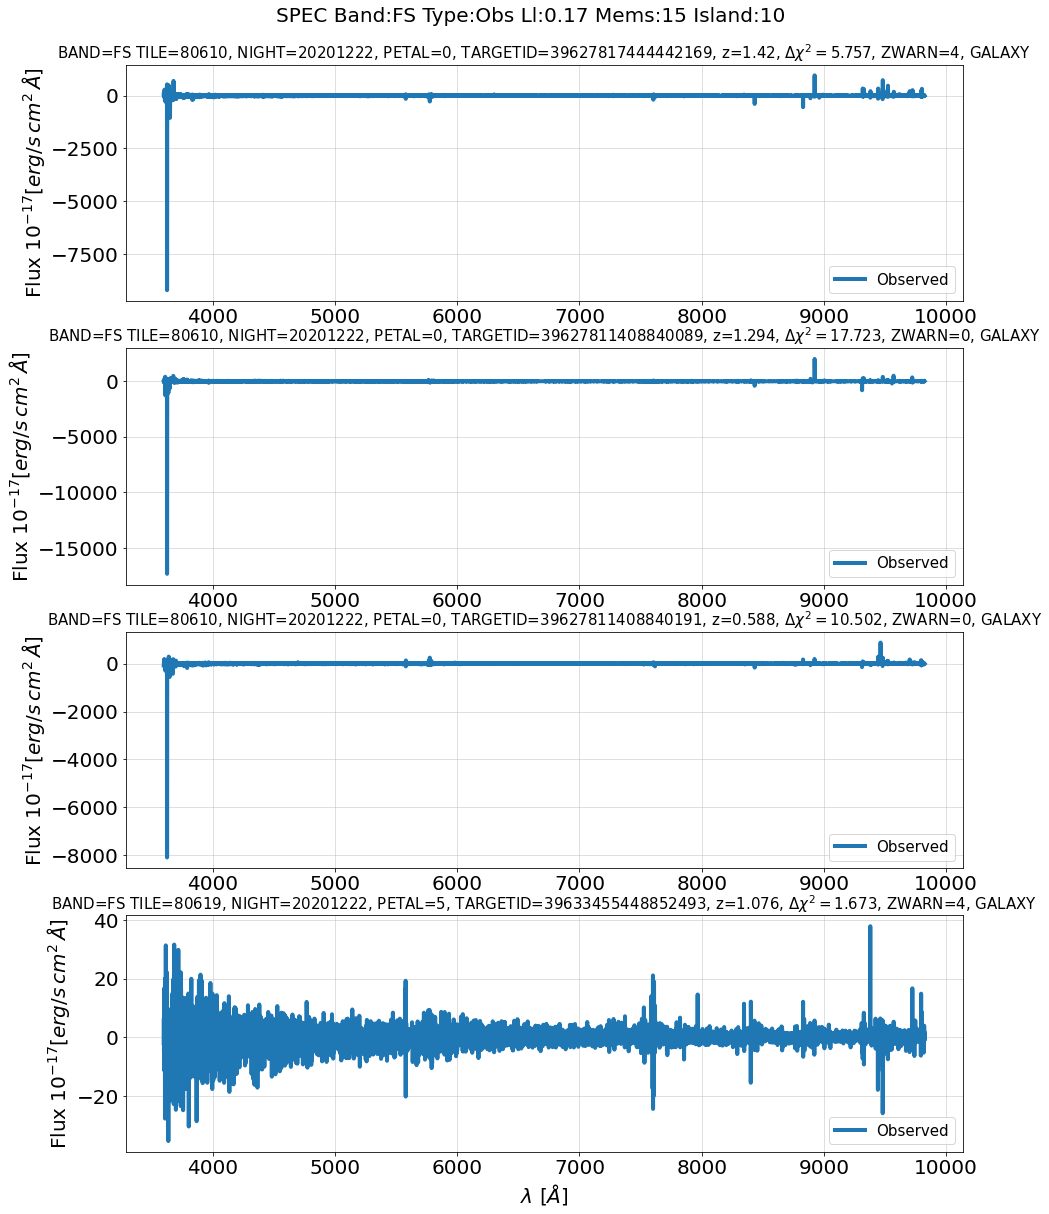 SPEC Band:FS Type:Obs Ll:0.17 Mems:15 Island:10
BAND=FS TILE=80610, NIGHT=20201222, PETAL=0, TARGETID=39627817444442169, z=1.42, Δχ² = 5.757, ZWARN=4, GALAXY
Flux 10⁻¹⁷[erg/s cm² Å]
0
−2500
−5000
−7500
Observed
4000 5000 6000 7000 8000 9000 10000
BAND=FS TILE=80610, NIGHT=20201222, PETAL=0, TARGETID=39627811408840089, z=1.294, Δχ² = 17.723, ZWARN=0, GALAXY
Flux 10⁻¹⁷[erg/s cm² Å]
0
−5000
−10000
−15000
Observed
4000 5000 6000 7000 8000 9000 10000
BAND=FS TILE=80610, NIGHT=20201222, PETAL=0, TARGETID=39627811408840191, z=0.588, Δχ² = 10.502, ZWARN=0, GALAXY
Flux 10⁻¹⁷[erg/s cm² Å]
0
−2000
−4000
−6000
−8000
Observed
4000 5000 6000 7000 8000 9000 10000
BAND=FS TILE=80619, NIGHT=20201222, PETAL=5, TARGETID=39633455448852493, z=1.076, Δχ² = 1.673, ZWARN=4, GALAXY
Flux 10⁻¹⁷[erg/s cm² Å]
40
20
0
−20
Observed
4000 5000 6000 7000 8000 9000 10000
λ [Å]